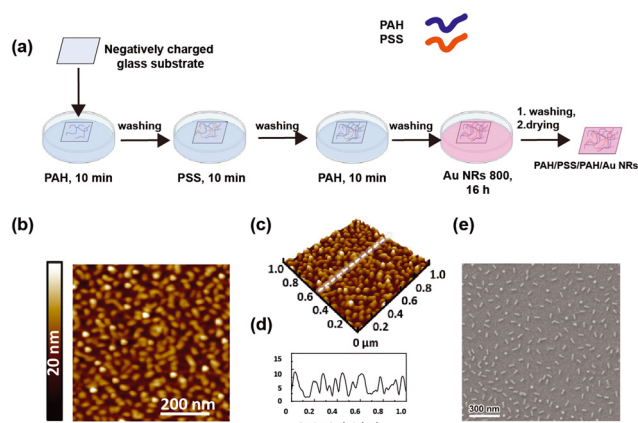 (a)
Negatively charged
glass substrate
PAH
PSS
washing
washing
washing
1. washing,
2.drying
PAH, 10 min
PSS, 10 min
PAH, 10 min
Au NRs 800,
16 h
PAH/PSS/PAH/Au NRs
(b)
20 nm
200 nm
(c)
1.0
0.8
0.6
0.4
0.2
1.0
0.8
0.6
0.4
0.2
0 µm
(d)
15
10
5
0
0
0.2
0.4
0.6
0.8
1.0
(e)
300 nm